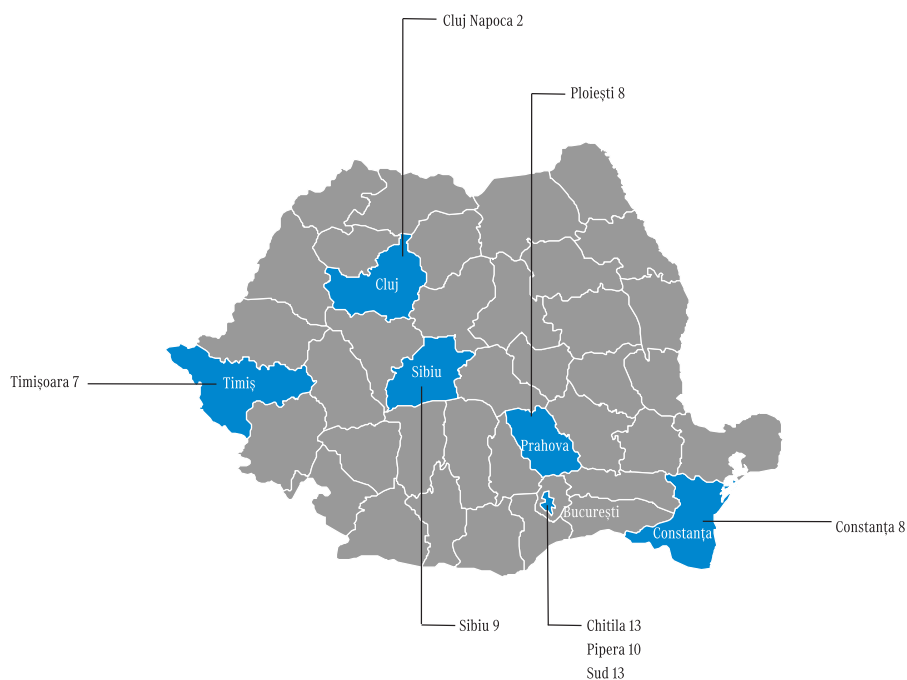 Cluj Napoca 2
Ploiești 8
Cluj
Sibiu
Timișoara 7
Timiș
Prahova
București
Constanța
Constanța 8
Sibiu 9
Chitila 13
Pipera 10
Sud 13